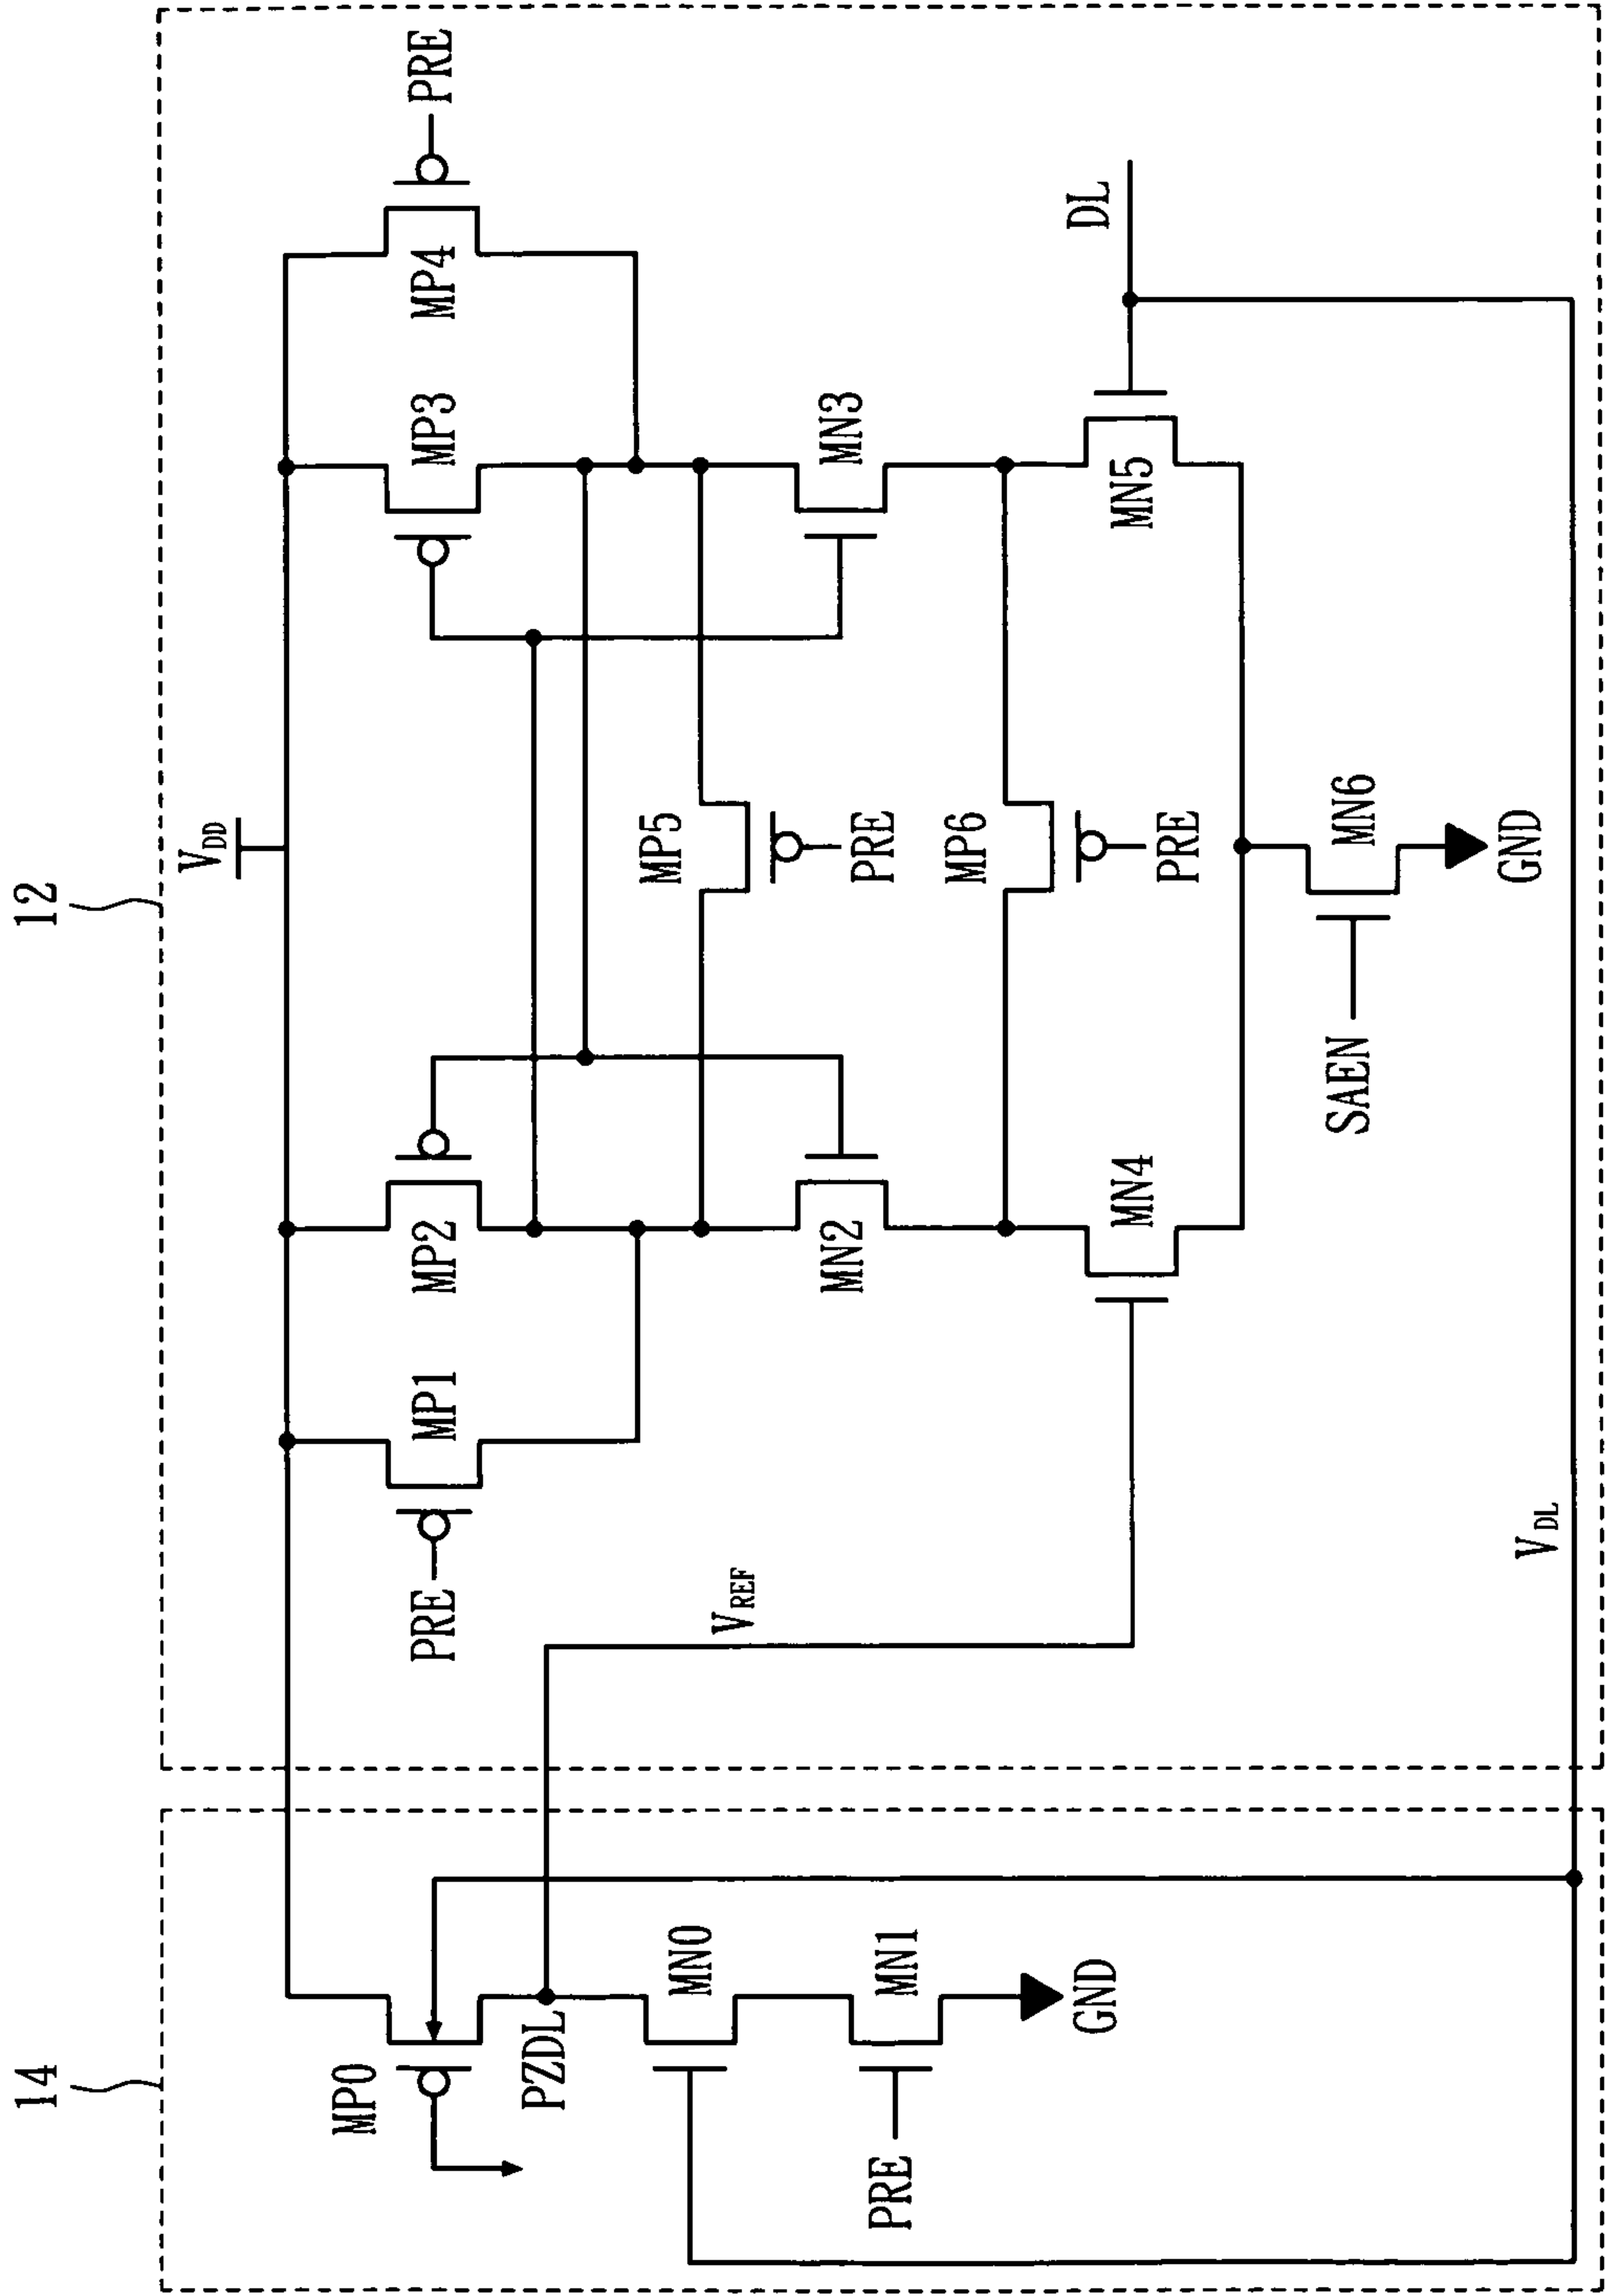 12
14
VDD
PRE
MP4
MP3
MP2
MP1
PRE
MP0
PZDL
MP5
PRE
VREF
MN3
MN2
MN0
MP6
PRE
DL
MN5
MN4
MN1
PRE
GND
MN6
SAEN
GND
VDL